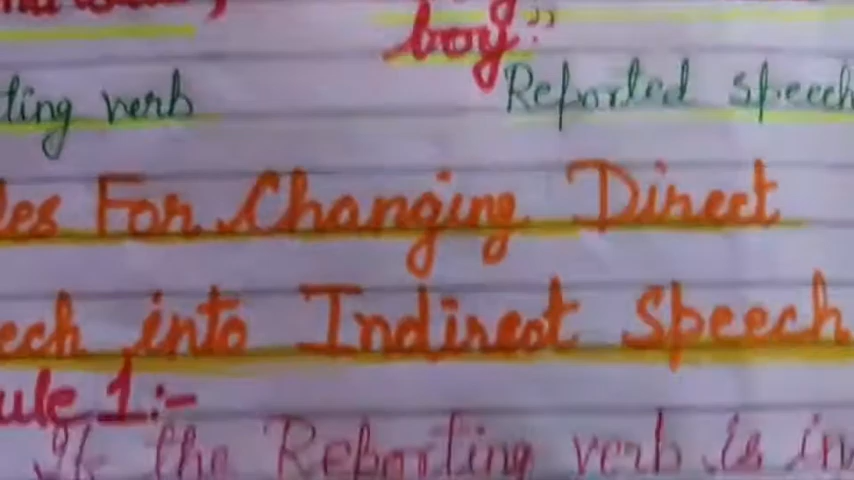 boy."
ting verb Reported speech
les For Changing Direct
ech into Indirect Speech
ule 1:-
If the Reporting verb is in